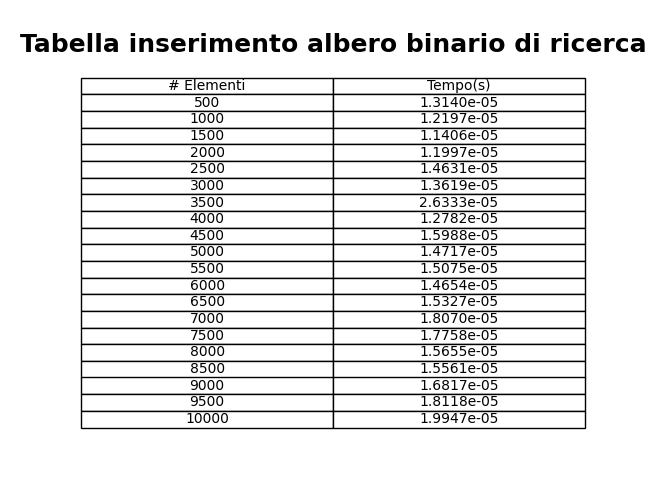 Tabella inserimento albero binario di ricerca
# Elementi Tempo(s)
500 1.3140e-05
1000 1.2197e-05
1500 1.1406e-05
2000 1.1997e-05
2500 1.4631e-05
3000 1.3619e-05
3500 2.6333e-05
4000 1.2782e-05
4500 1.5988e-05
5000 1.4717e-05
5500 1.5075e-05
6000 1.4654e-05
6500 1.5327e-05
7000 1.8070e-05
7500 1.7758e-05
8000 1.5655e-05
8500 1.5561e-05
9000 1.6817e-05
9500 1.8118e-05
10000 1.9947e-05